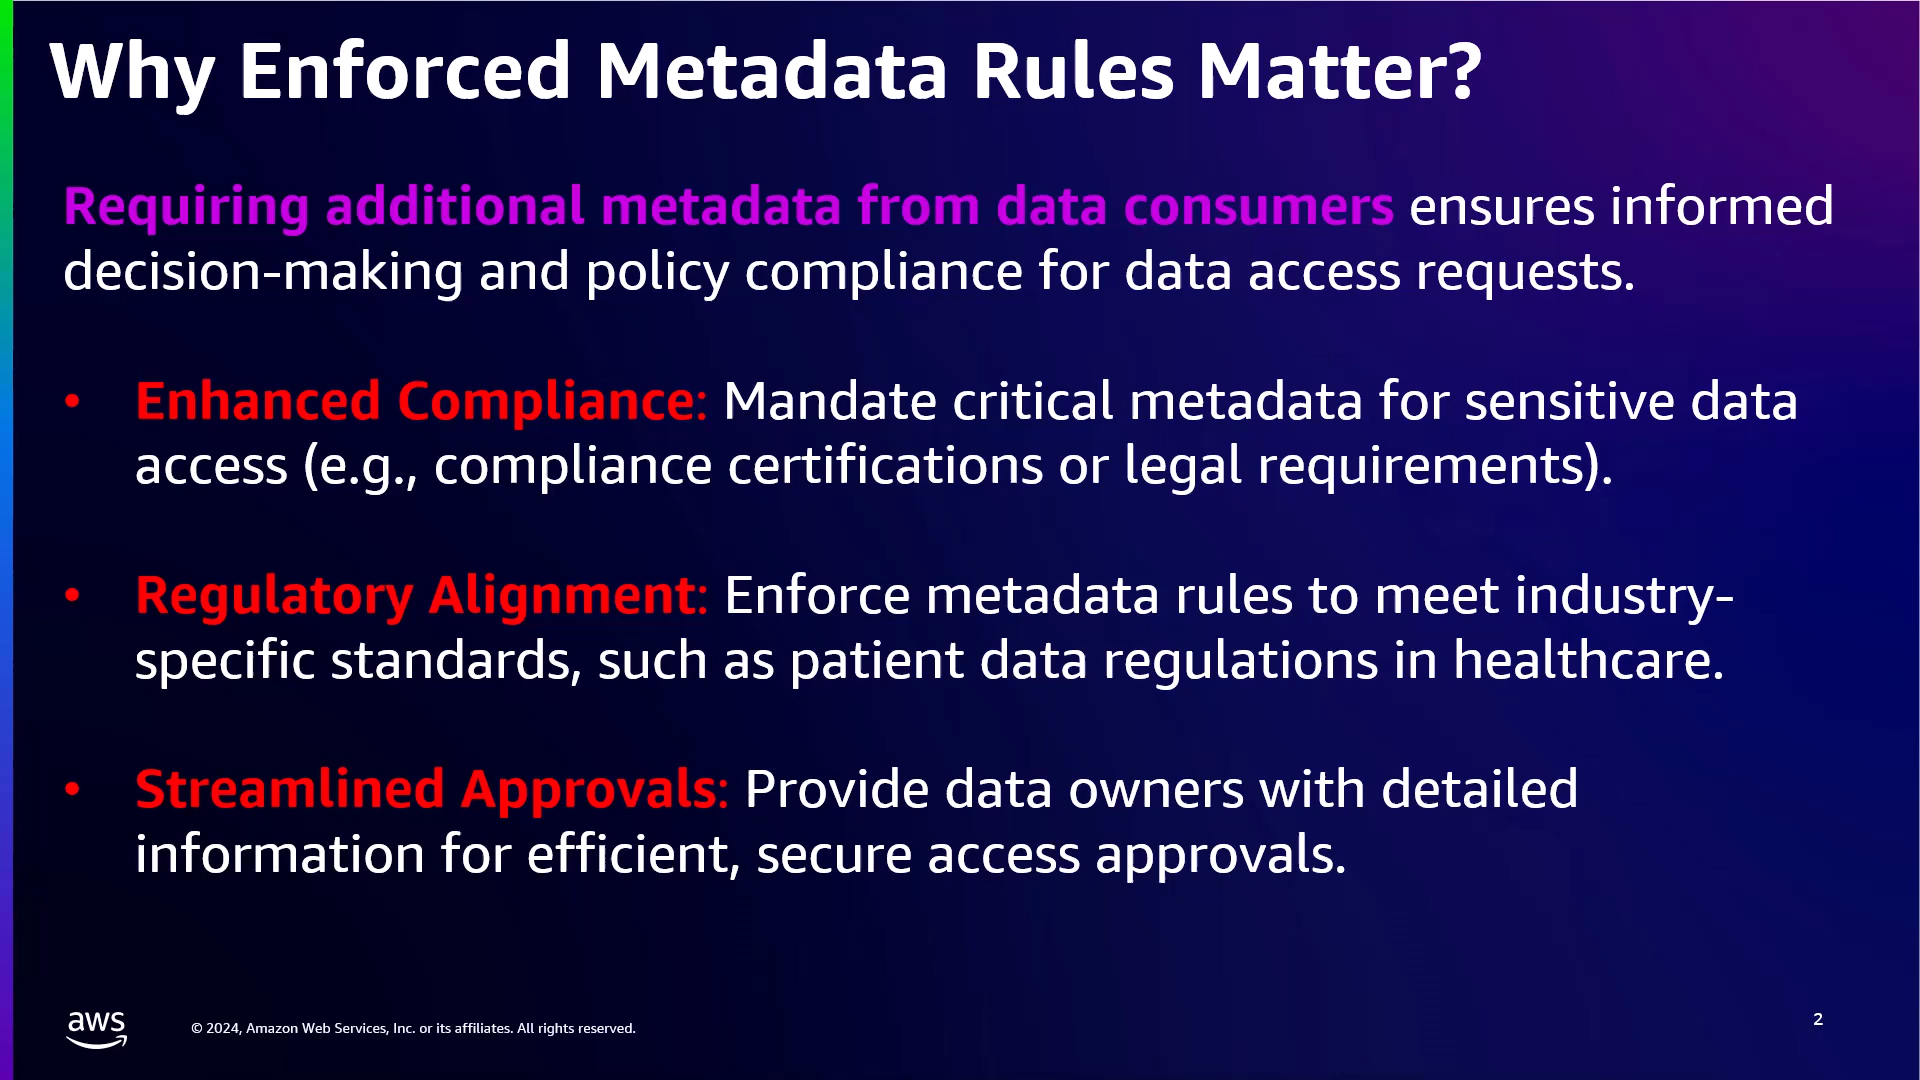 Why Enforced Metadata Rules Matter?
Requiring additional metadata from data consumers ensures informed
decision-making and policy compliance for data access requests.
• Enhanced Compliance: Mandate critical metadata for sensitive data
access (e.g., compliance certifications or legal requirements).
• Regulatory Alignment: Enforce metadata rules to meet industry-
specific standards, such as patient data regulations in healthcare.
• Streamlined Approvals: Provide data owners with detailed
information for efficient, secure access approvals.
aws
© 2024, Amazon Web Services, Inc. or its affiliates. All rights reserved.
2